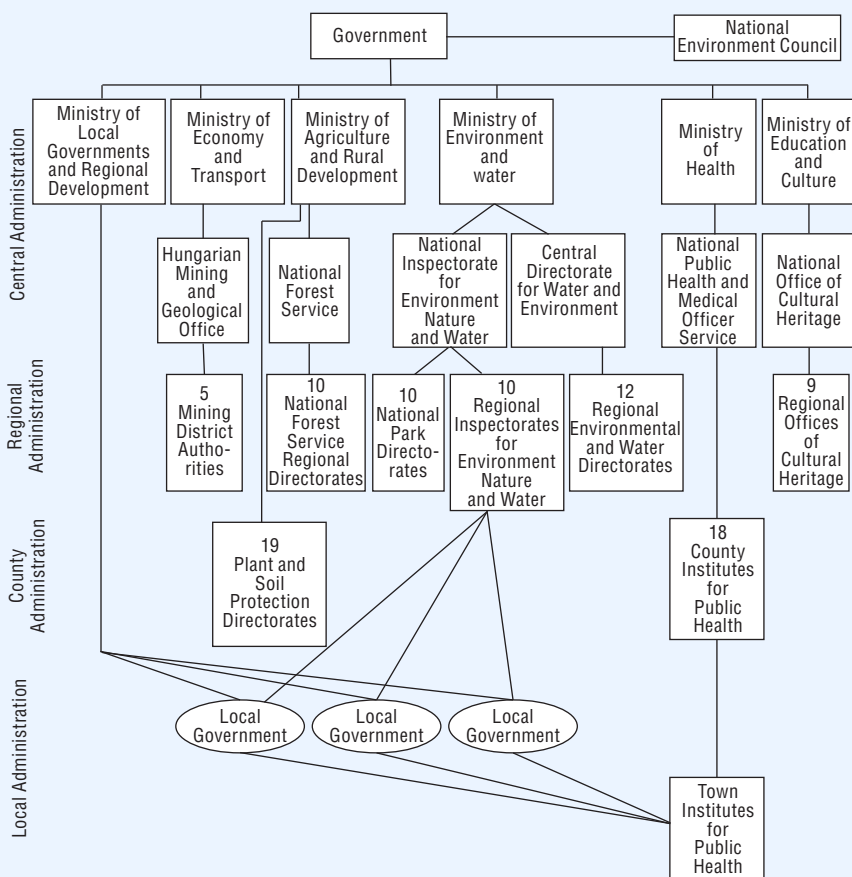 Government
National
Environment Council
Central Administration
Ministry of
Local
Governments
and Regional
Development
Ministry of
Economy
and
Transport
Ministry of
Agriculture
and Rural
Development
Ministry of
Environment
and
water
Ministry
of
Health
Ministry of
Education
and
Culture
Hungarian
Mining
and
Geological
Office
National
Forest
Service
National
Inspectorate
for
Environment
Nature
and Water
Central
Directorate
for Water and
Environment
National
Public
Health and
Medical
Officer
Service
National
Office of
Cultural
Heritage
Regional
Administration
5
Mining
District
Autho-
rities
10
National
Forest
Service
Regional
Directorates
10
National
Park
Directo-
rates
10
Regional
Inspectorates
for
Environment
Nature
and Water
12
Regional
Environmental
and Water
Directorates
9
Regional
Offices
of
Cultural
Heritage
County
Administration
19
Plant and
Soil
Protection
Directorates
18
County
Institutes
for
Public
Health
Local Administration
Local
Government
Local
Government
Local
Government
Town
Institutes
for
Public
Health